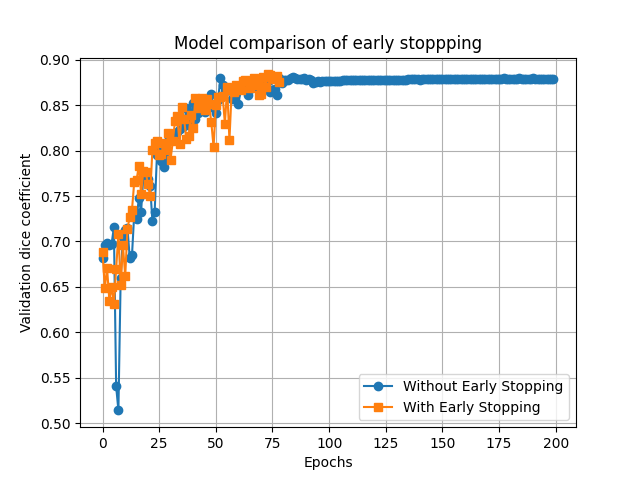 Model comparison of early stoppping
Validation dice coefficient
0.90
0.85
0.80
0.75
0.70
0.65
0.60
0.55
0.50
Without Early Stopping
With Early Stopping
0 25 50 75 100 125 150 175 200
Epochs